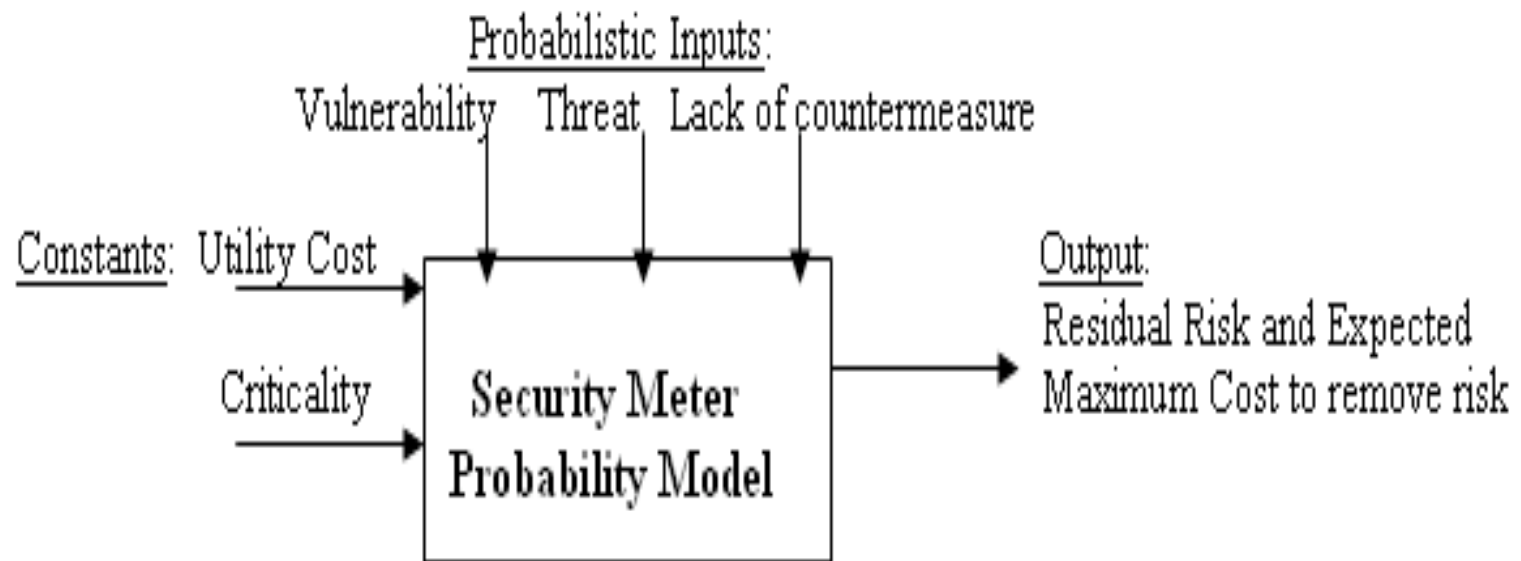 Probabilistic Inputs:
Vulnerability Threat Lack of countermeasure
Constants: Utility Cost
Criticality
Security Meter
Probability Model
Output:
Residual Risk and Expected
Maximum Cost to remove risk